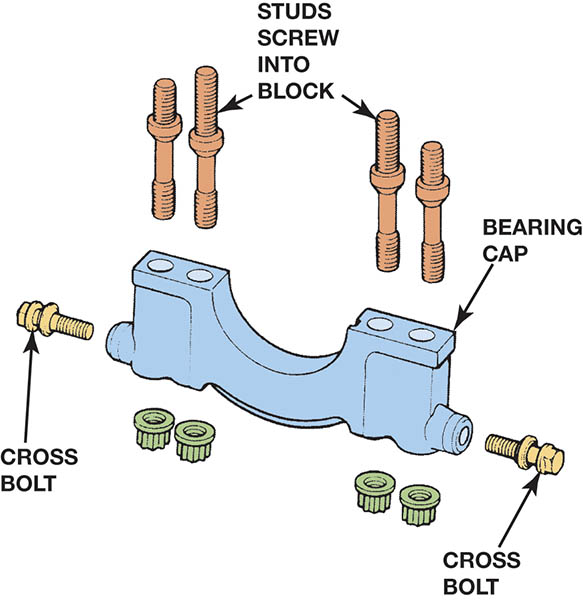 STUDS
SCREW
INTO
BLOCK
BEARING
CAP
CROSS
BOLT
CROSS
BOLT